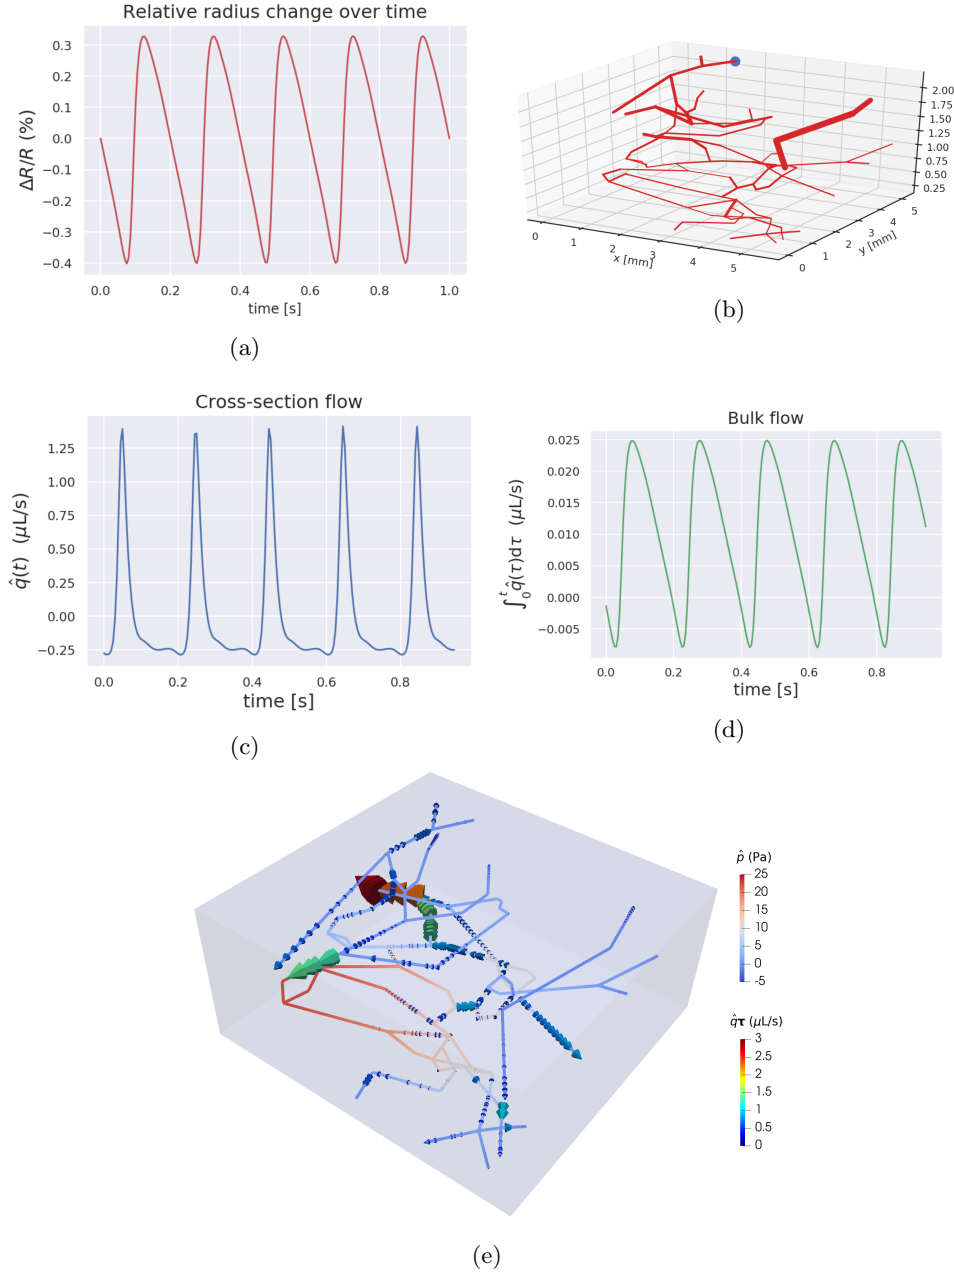 Relative radius change over time
ΔR/R (%)
0.3
0.2
0.1
0.0
−0.1
−0.2
−0.3
−0.4
0.0 0.2 0.4 0.6 0.8 1.0
time [s]
(a)
2.00
1.75
1.50
1.25
1.00
0.75
0.50
0.25
0 1 2 3 4 5
x [mm]
0 1 2 3 4 5
y [mm]
(b)
Cross-section flow
q̂(t) (μL/s)
1.25
1.00
0.75
0.50
0.25
0.00
−0.25
0.0 0.2 0.4 0.6 0.8
time [s]
(c)
Bulk flow
∫₀ᵗ q̂(τ)dτ (μL/s)
0.025
0.020
0.015
0.010
0.005
0.000
−0.005
0.0 0.2 0.4 0.6 0.8
time [s]
(d)
p̂ (Pa)
25
20
15
10
5
0
-5
q̂τ (μL/s)
3
2.5
2
1.5
1
0.5
0
(e)